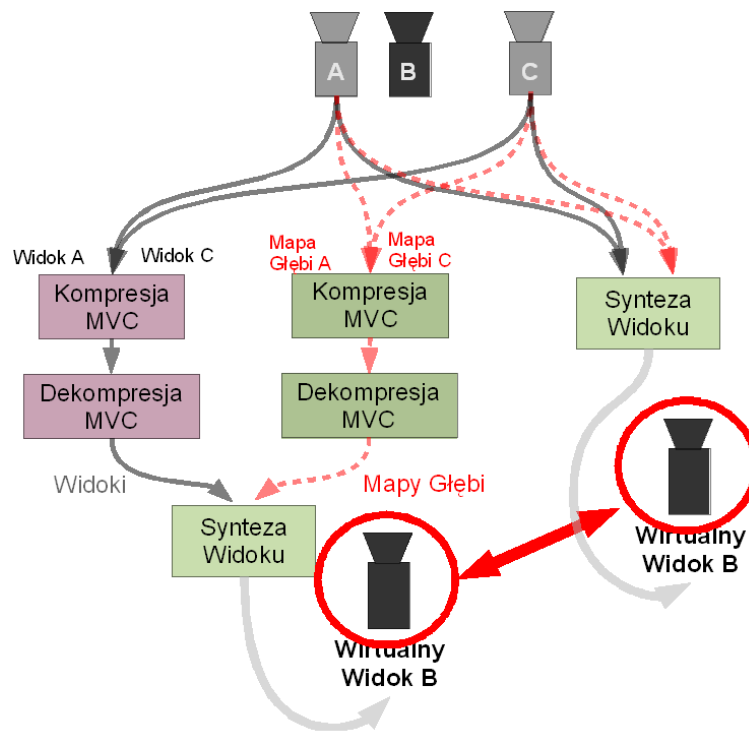 A
B
C
Widok A
Widok C
Mapa
Głębi A
Mapa
Głębi C
Kompresja
MVC
Kompresja
MVC
Synteza
Widoku
Dekompresja
MVC
Dekompresja
MVC
Widoki
Mapy Głębi
Synteza
Widoku
Wirtualny
Widok B
Wirtualny
Widok B